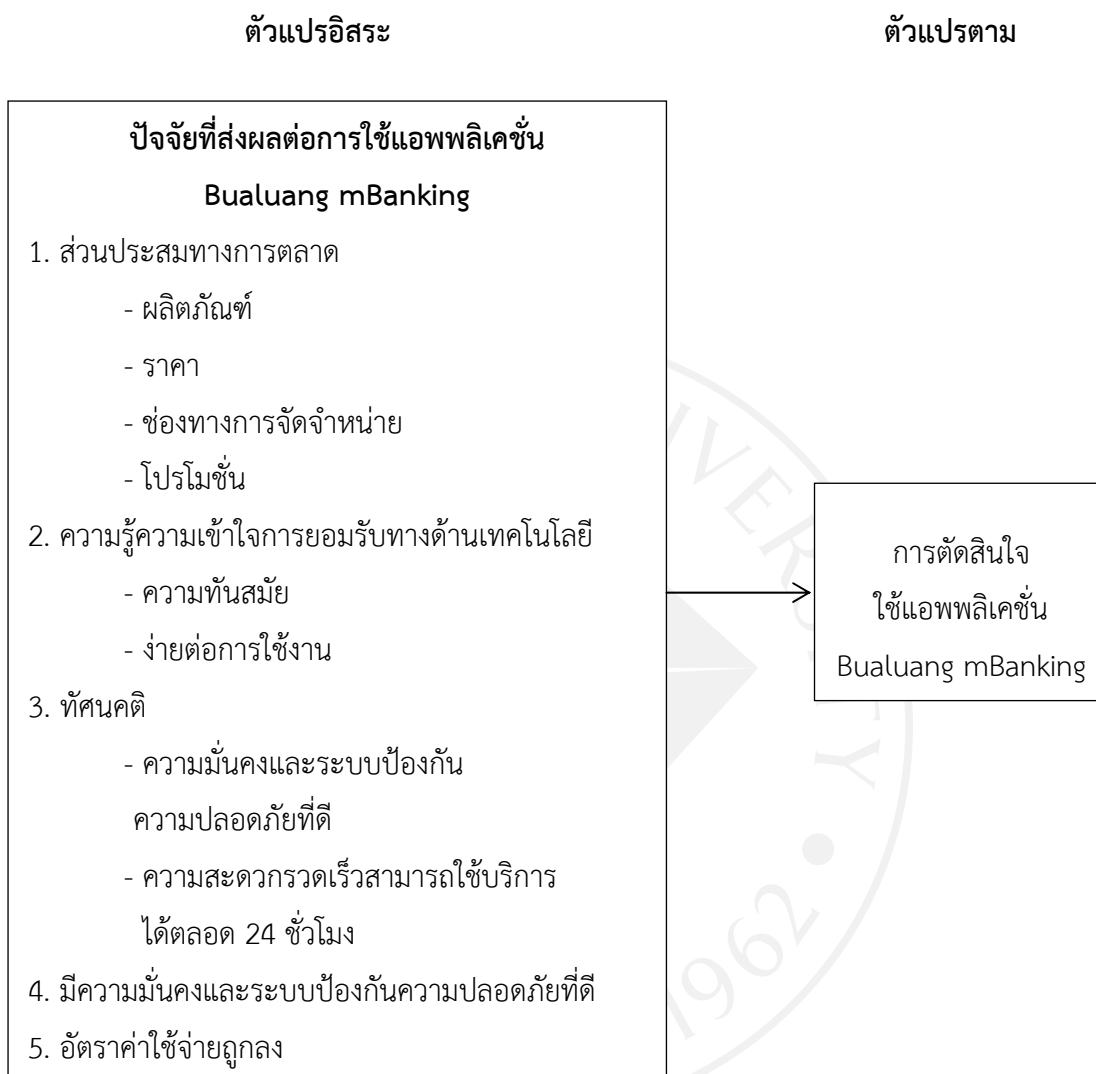 ตัวแปรอิสระ ตัวแปรตาม
ปัจจัยที่ส่งผลต่อการใช้แอพพลิเคชั่น
Bualuang mBanking
1. ส่วนประสมทางการตลาด
- ผลิตภัณฑ์
- ราคา
- ช่องทางการจัดจำหน่าย
- โปรโมชั่น
2. ความรู้ความเข้าใจการยอมรับทางด้านเทคโนโลยี
- ความทันสมัย
- ง่ายต่อการใช้งาน
3. ทัศนคติ
- ความมั่นคงและระบบป้องกัน
ความปลอดภัยที่ดี
- ความสะดวกรวดเร็วสามารถใช้บริการ
ได้ตลอด 24 ชั่วโมง
4. มีความมั่นคงและระบบป้องกันความปลอดภัยที่ดี
5. อัตราค่าใช้จ่ายถูกลง
การตัดสินใจ
ใช้แอพพลิเคชั่น
Bualuang mBanking
1962